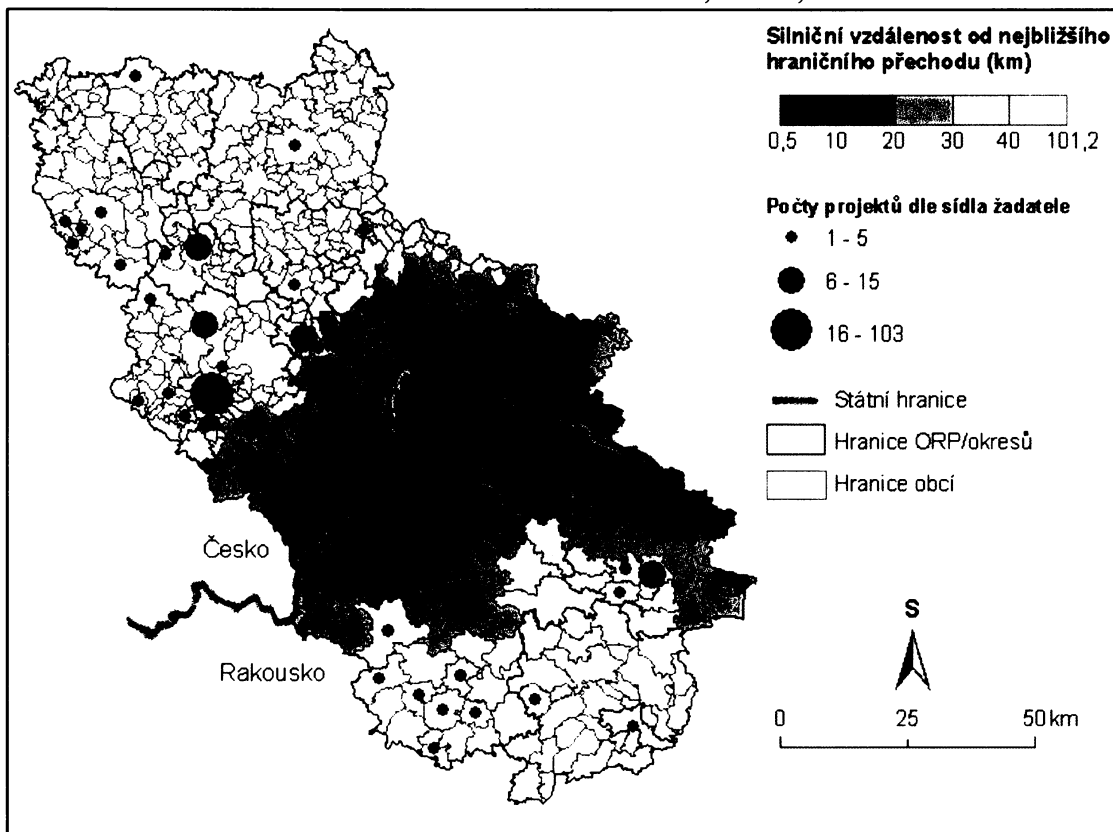 Silniční vzdálenost od nejbližšího
hraničního přechodu (km)
0,5 10 20 30 40 101,2
Počty projektů dle sídla žadatele
1 - 5
6 - 15
16 - 103
Státní hranice
Hranice ORP/okresů
Hranice obcí
Česko
Rakousko
S
0 25 50 km